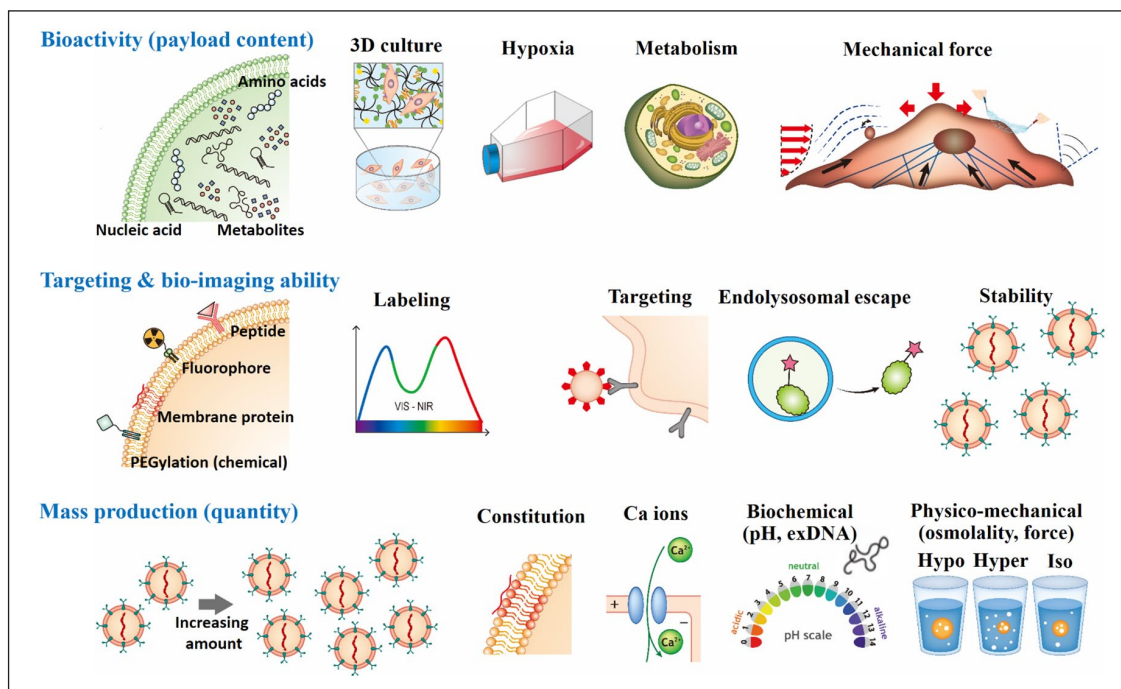 Bioactivity (payload content)
3D culture
Hypoxia
Metabolism
Mechanical force
Amino acids
Nucleic acid
Metabolites
Targeting & bio-imaging ability
Labeling
Targeting
Endolysosomal escape
Stability
Peptide
Fluorophore
Membrane protein
PEGylation (chemical)
VIS - NIR
Mass production (quantity)
Constitution
Ca ions
Biochemical
(pH, exDNA)
Physico-mechanical
(osmolality, force)
Hypo
Hyper
Iso
Increasing
amount
Ca²⁺
+
−
Ca²⁺
neutral
acidic
alkaline
0 1 2 3 4 5 6 7 8 9 10 11 12 13 14
pH scale